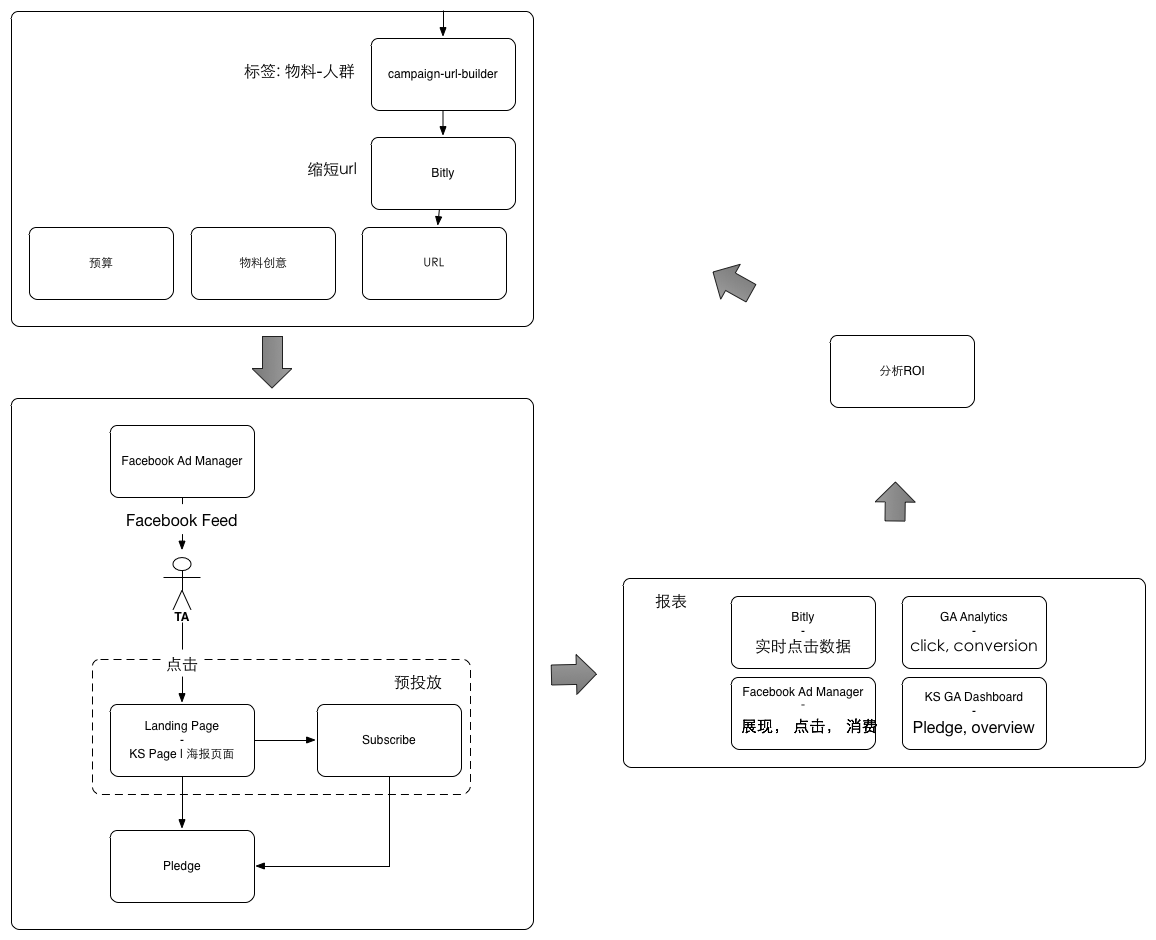 标签: 物料-人群
campaign-url-builder
缩短url
Bitly
预算
物料创意
URL
Facebook Ad Manager
Facebook Feed
TA
点击
预投放
Landing Page
-
KS Page | 海报页面
Subscribe
Pledge
分析ROI
报表
Bitly
-
实时点击数据
GA Analytics
-
click, conversion
Facebook Ad Manager
-
展现， 点击， 消费
KS GA Dashboard
-
Pledge, overview